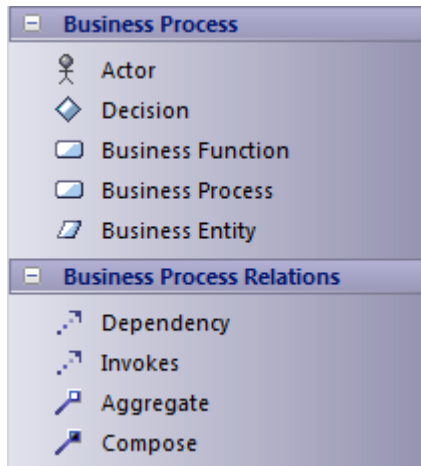 Business Process
Actor
Decision
Business Function
Business Process
Business Entity
Business Process Relations
Dependency
Invokes
Aggregate
Compose